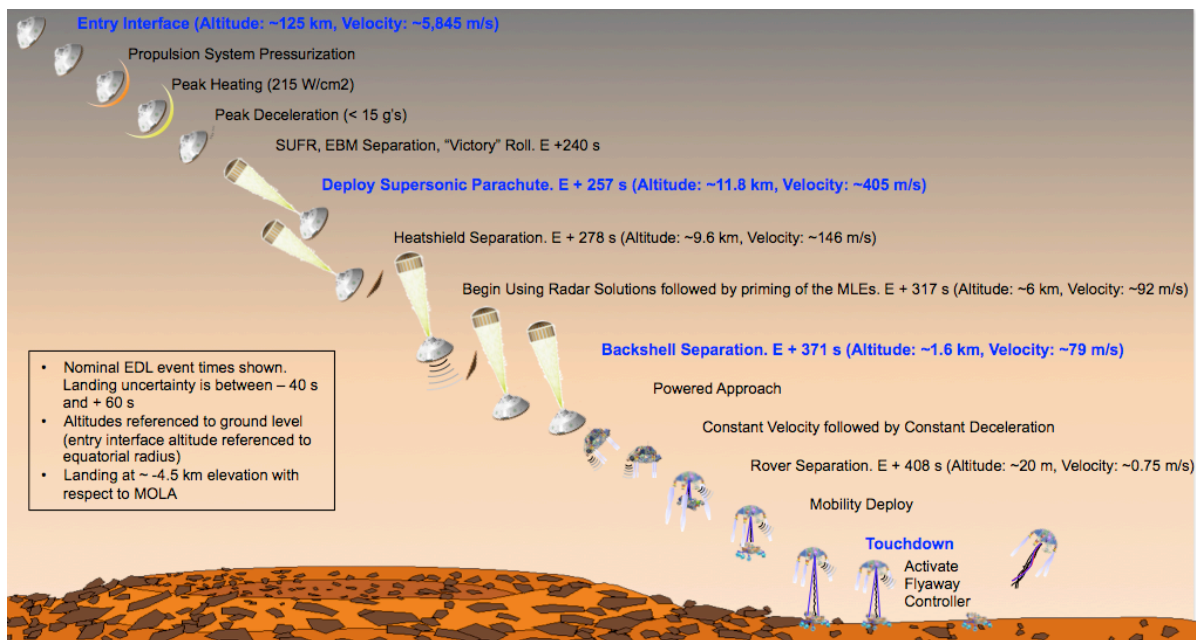 Entry Interface (Altitude: ~125 km, Velocity: ~5,845 m/s)
Propulsion System Pressurization
Peak Heating (215 W/cm2)
Peak Deceleration (< 15 g's)
SUFR, EBM Separation, “Victory” Roll. E +240 s
Deploy Supersonic Parachute. E + 257 s (Altitude: ~11.8 km, Velocity: ~405 m/s)
Heatshield Separation. E + 278 s (Altitude: ~9.6 km, Velocity: ~146 m/s)
Begin Using Radar Solutions followed by priming of the MLEs. E + 317 s (Altitude: ~6 km, Velocity: ~92 m/s)
Backshell Separation. E + 371 s (Altitude: ~1.6 km, Velocity: ~79 m/s)
Powered Approach
Constant Velocity followed by Constant Deceleration
Rover Separation. E + 408 s (Altitude: ~20 m, Velocity: ~0.75 m/s)
Mobility Deploy
Touchdown
Activate
Flyaway
Controller
• Nominal EDL event times shown.
Landing uncertainty is between – 40 s
and + 60 s
• Altitudes referenced to ground level
(entry interface altitude referenced to
equatorial radius)
• Landing at ~ -4.5 km elevation with
respect to MOLA